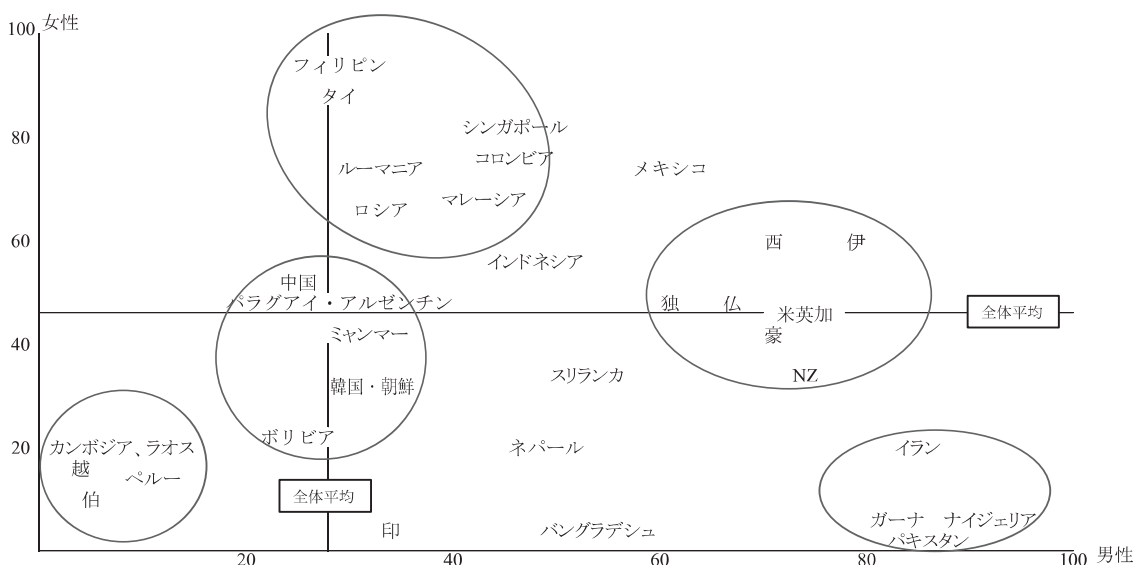 100 女性
フィリピン
タイ
80 シンガポール
コロンビア
ルーマニア メキシコ
マレーシア
ロシア
60 西 伊
インドネシア
中国
パラグアイ・アルゼンチン 独 仏
米英加 全体平均
ミャンマー 豪
40
韓国・朝鮮 スリランカ NZ
ボリビア
20 カンボジア、ラオス ネパール イラン
越 ペルー
伯 全体平均
ガーナ ナイジェリア
印 バングラデシュ
パキスタン
20 40 60 80 100 男性